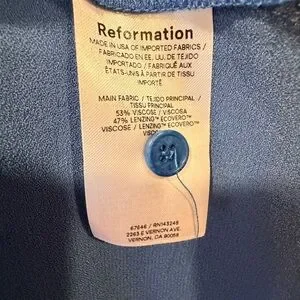 Reformation
MADE IN USA OF IMPORTED FABRICS /
FABRICADO EN EE. UU. DE TEJIDO
IMPORTADO / FABRIQUÉ AUX
ÉTATS-UNIS À PARTIR DE TISSU
IMPORTÉ
MAIN FABRIC / TEJIDO PRINCIPAL /
TISSU PRINCIPAL
53% VISCOSE / VISCOSA
47% LENZING™ ECOVERO™
VISCOSE / LENZING™ ECOVERO™
67646 / RN143248
2263 E VERNON AVE.
VERNON, CA 90058